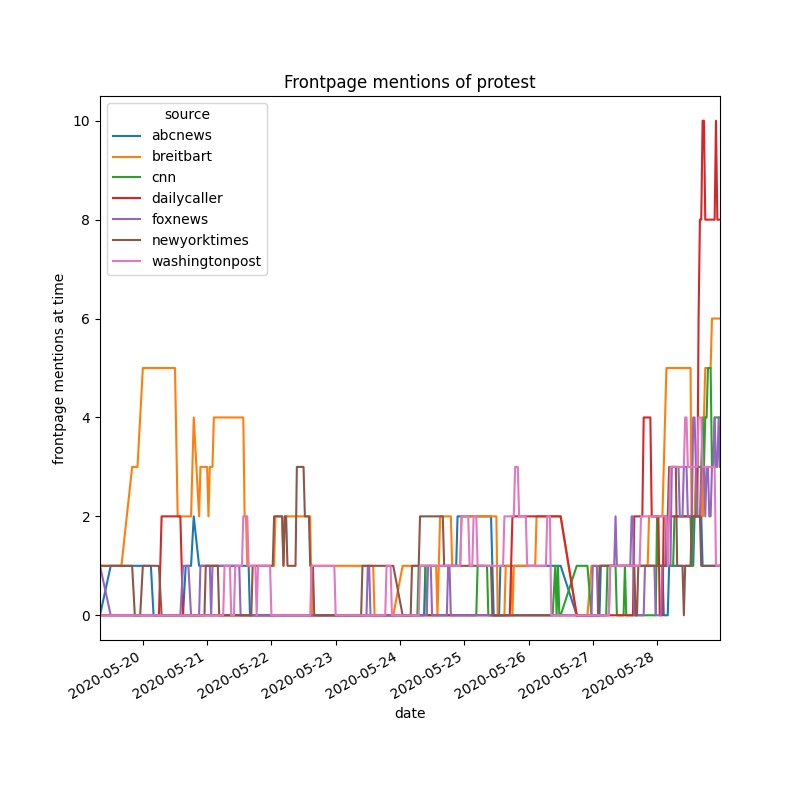 Frontpage mentions of protest
source
abcnews
breitbart
cnn
dailycaller
foxnews
newyorktimes
washingtonpost
frontpage mentions at time
10
8
6
4
2
0
2020-05-20
2020-05-21
2020-05-22
2020-05-23
2020-05-24
2020-05-25
2020-05-26
2020-05-27
2020-05-28
date